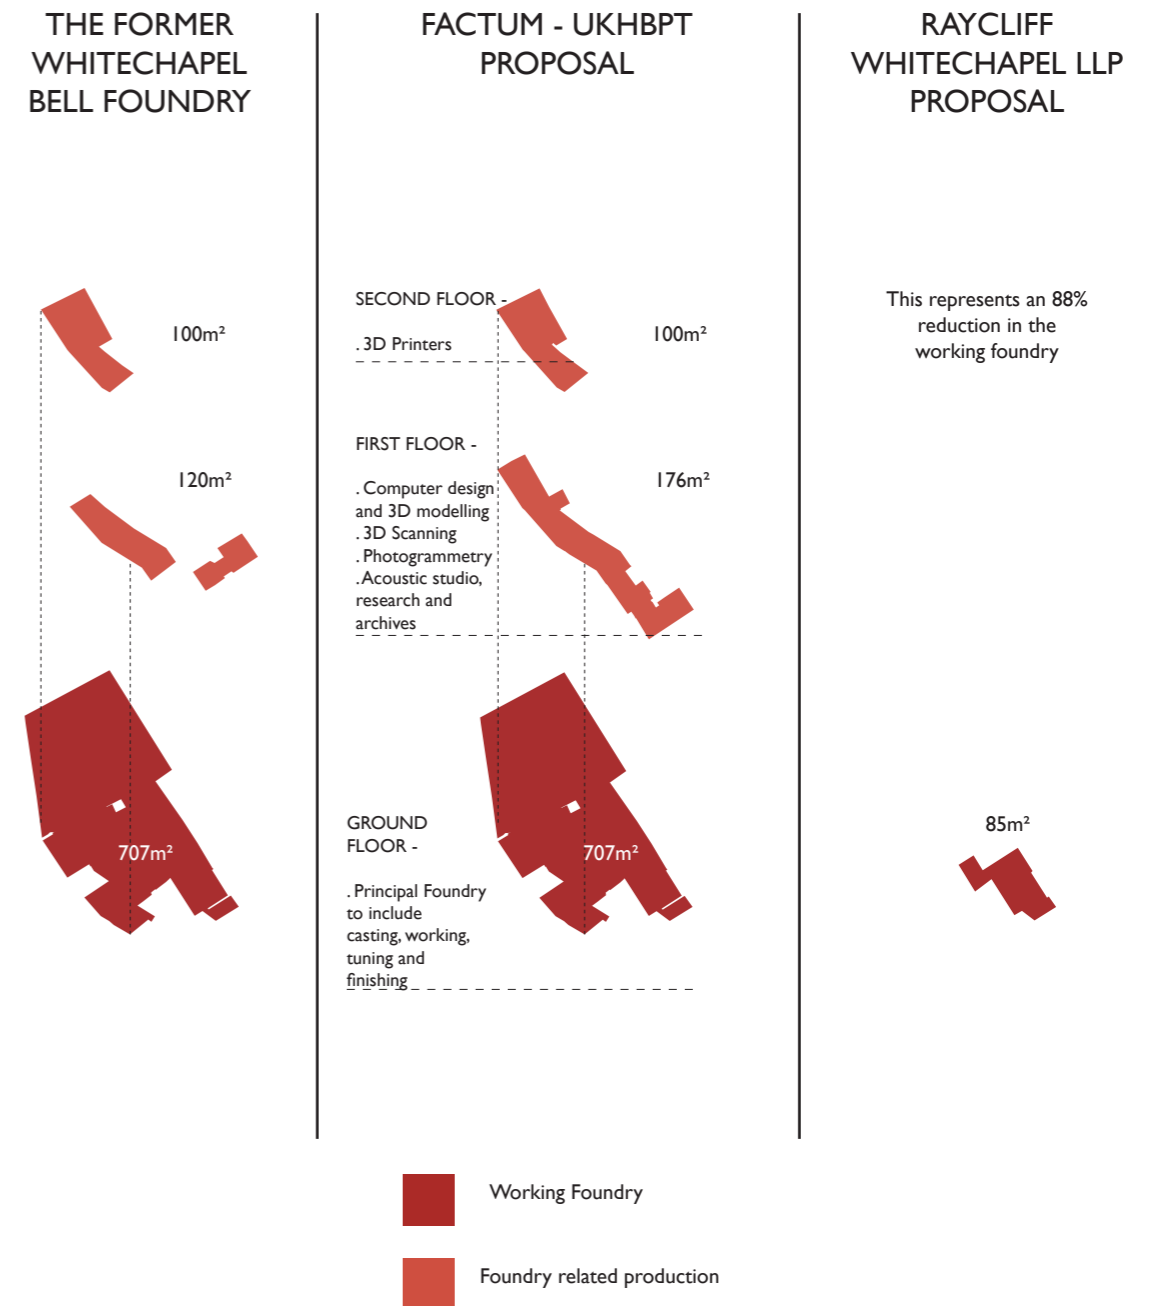 THE FORMER
WHITECHAPEL
BELL FOUNDRY
100m²
120m²
707m²
FACTUM - UKHBPT
PROPOSAL
SECOND FLOOR -
. 3D Printers
100m²
FIRST FLOOR -
. Computer design
and 3D modelling
. 3D Scanning
. Photogrammetry
. Acoustic studio,
research and
archives
176m²
GROUND
FLOOR -
. Principal Foundry
to include
casting, working,
tuning and
finishing
707m²
RAYCLIFF
WHITECHAPEL LLP
PROPOSAL
This represents an 88%
reduction in the
working foundry
85m²
Working Foundry
Foundry related production